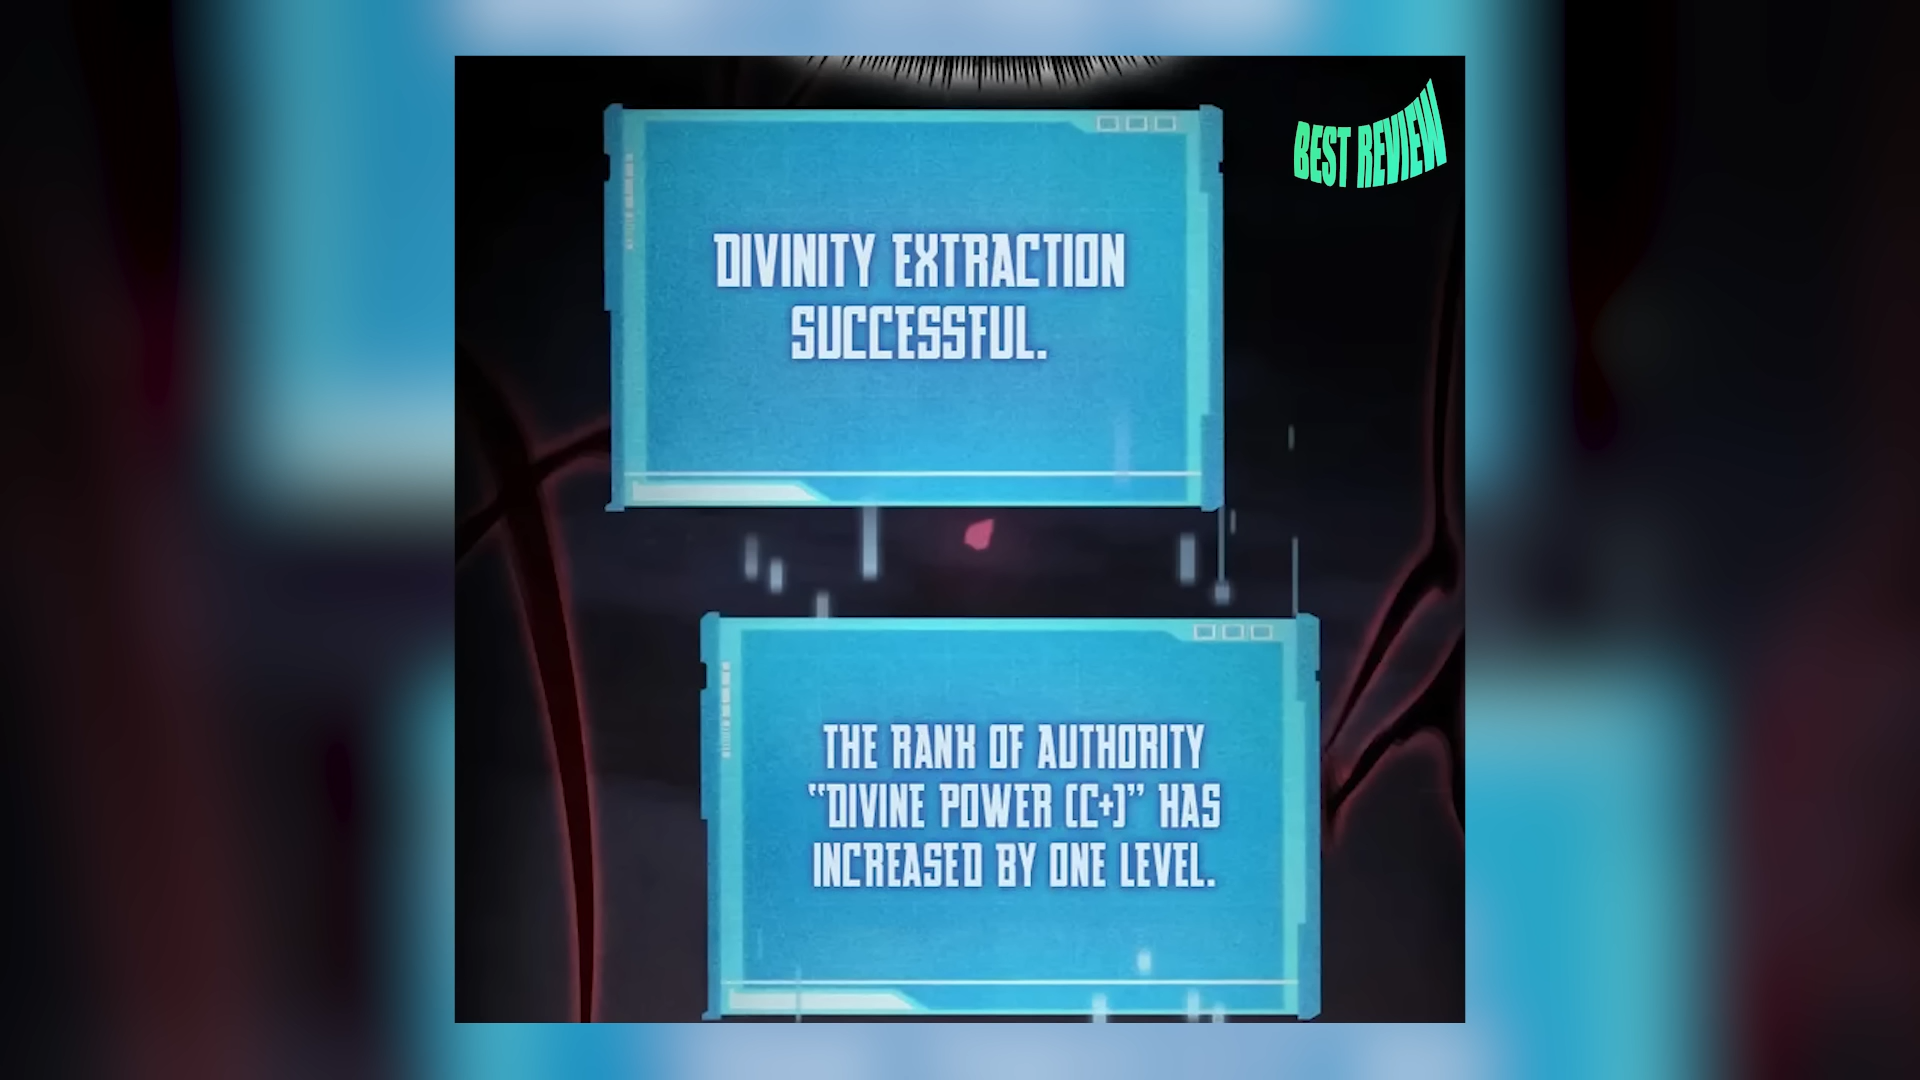 BEST REVIEW
DIVINITY EXTRACTION
SUCCESSFUL.
THE RANK OF AUTHORITY
“DIVINE POWER (C+)” HAS
INCREASED BY ONE LEVEL.